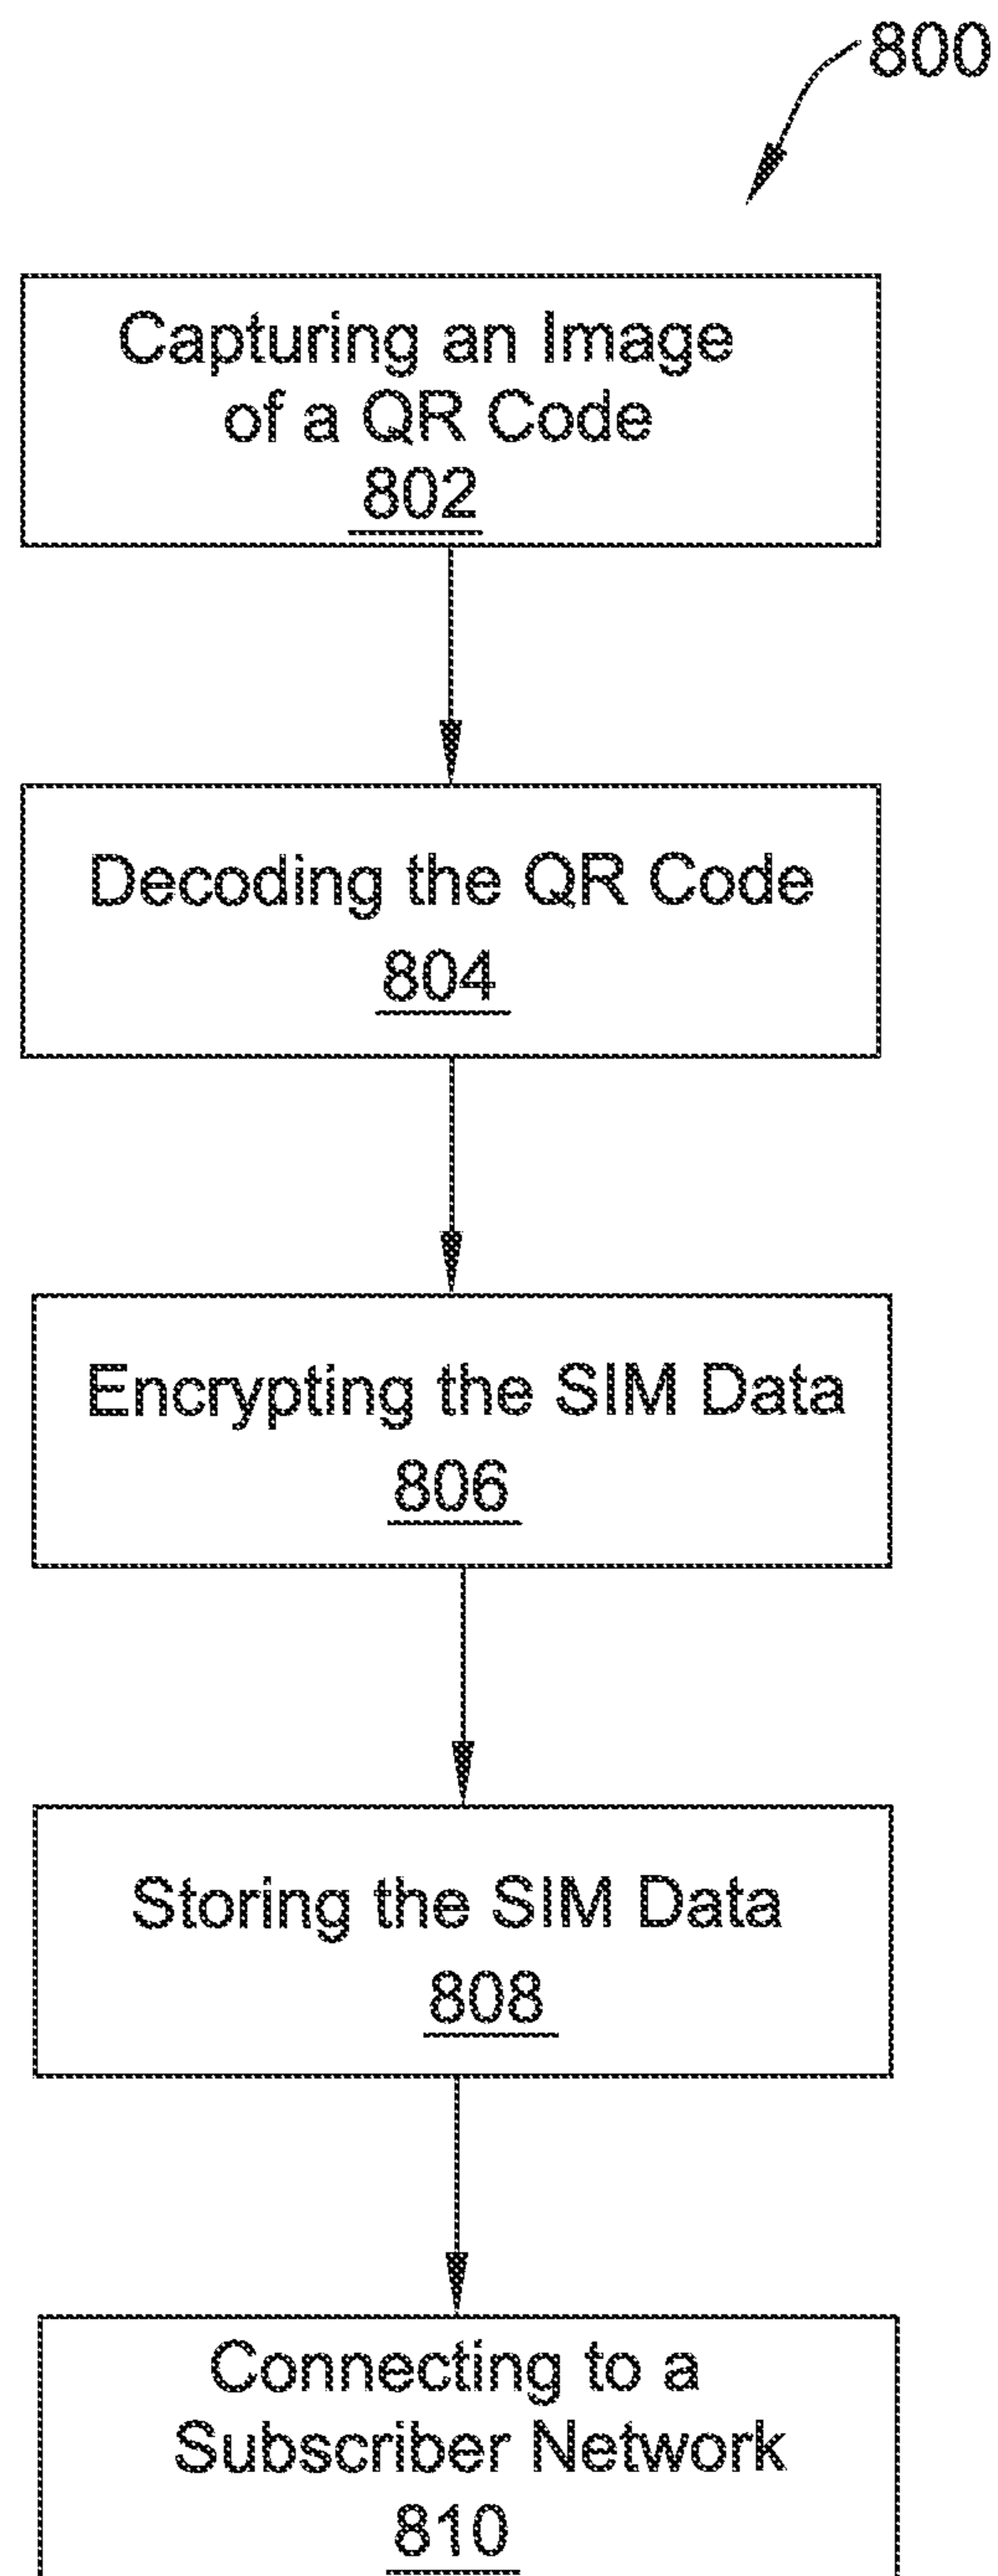 800
Capturing an Image
of a QR Code
802
Decoding the QR Code
804
Encrypting the SIM Data
806
Storing the SIM Data
808
Connecting to a
Subscriber Network
810